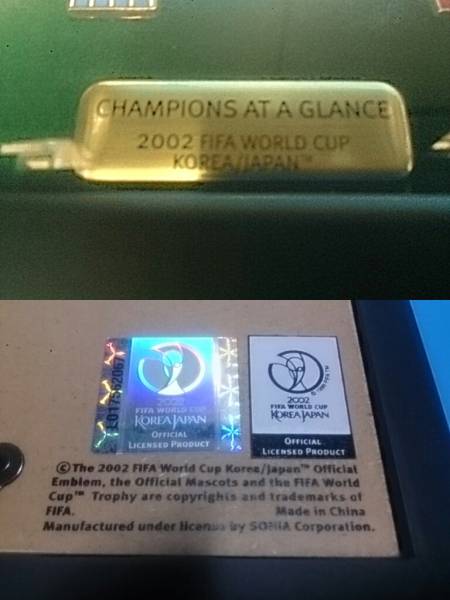 CHAMPIONS AT A GLANCE
2002 FIFA WORLD CUP
KOREA/JAPAN™
2002
FIFA WORLD CUP
KOREA JAPAN
OFFICIAL
LICENSED PRODUCT
2002
FIFA WORLD CUP
KOREA JAPAN
OFFICIAL
LICENSED PRODUCT
©The 2002 FIFA World Cup Korea/Japan™ Official
Emblem, the Official Mascots and the FIFA World
Cup™ Trophy are copyrights and trademarks of
FIFA. Made in China
Manufactured under license by SONIA Corporation.